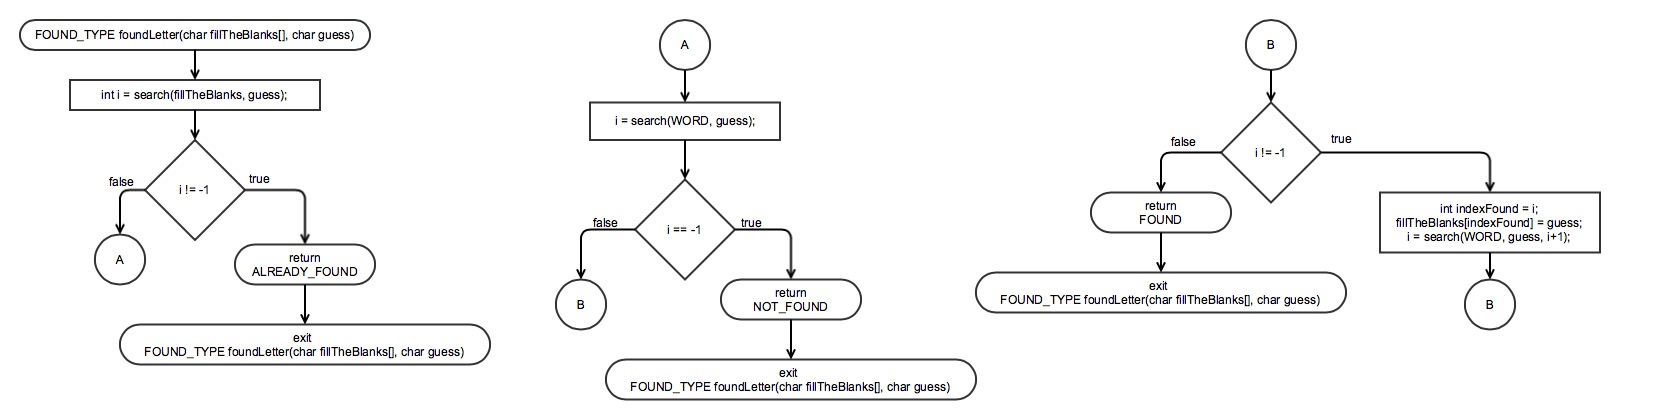 FOUND_TYPE foundLetter(char fillTheBlanks[], char guess)
int i = search(fillTheBlanks, guess);
i != -1
false
true
A
return
ALREADY_FOUND
exit
FOUND_TYPE foundLetter(char fillTheBlanks[], char guess)
A
i = search(WORD, guess);
i == -1
false
true
B
return
NOT_FOUND
exit
FOUND_TYPE foundLetter(char fillTheBlanks[], char guess)
B
i != -1
false
true
return
FOUND
exit
FOUND_TYPE foundLetter(char fillTheBlanks[], char guess)
int indexFound = i;
fillTheBlanks[indexFound] = guess;
i = search(WORD, guess, i+1);
B